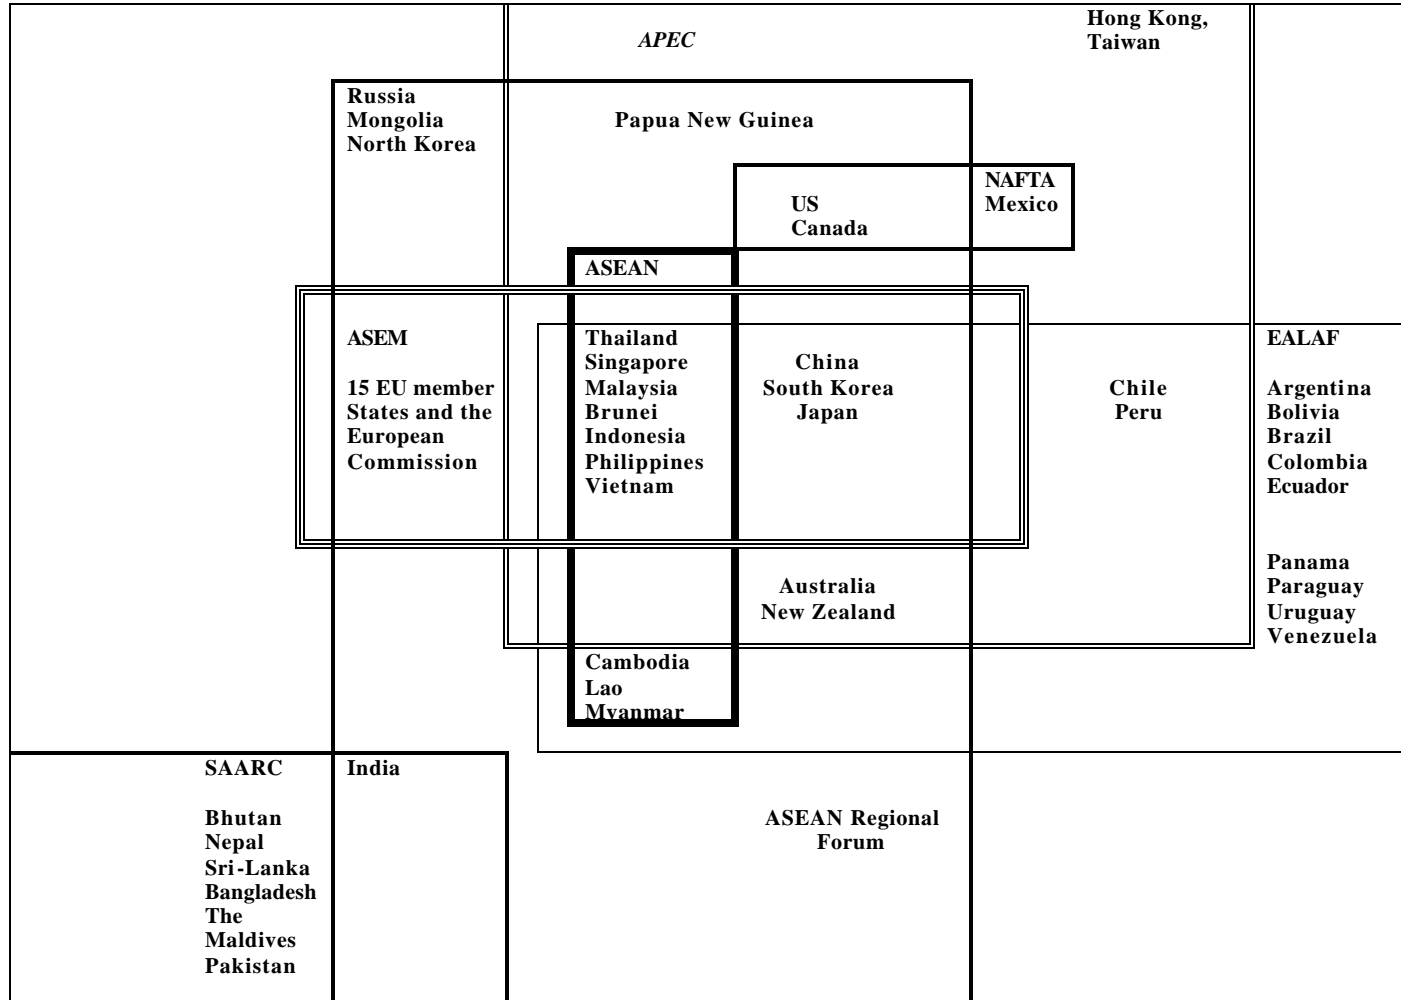 Hong Kong,
Taiwan
APEC
Russia
Mongolia
North Korea
Papua New Guinea
NAFTA
Mexico
US
Canada
ASEAN
ASEM
15 EU member
States and the
European
Commission
Thailand
Singapore
Malaysia
Brunei
Indonesia
Philippines
Vietnam
China
South Korea
Japan
Chile
Peru
EALAF
Argentina
Bolivia
Brazil
Colombia
Ecuador
Panama
Paraguay
Uruguay
Venezuela
Australia
New Zealand
Cambodia
Lao
Myanmar
SAARC
Bhutan
Nepal
Sri-Lanka
Bangladesh
The
Maldives
Pakistan
India
ASEAN Regional
Forum